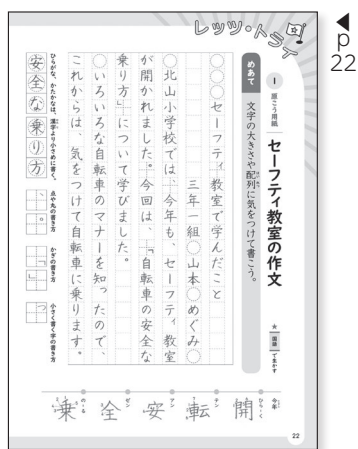 ◀
p
22
レッツ・トライ
1 原こう用紙
セーフティ教室の作文
★国語で生かす
めあて 文字の大きさや配列に気をつけて書こう。
○○○セーフティ教室で学んだこと
三年一組○山本○めぐみ○
○北山小学校では、今年も、セーフティ教室
が開かれました。今回は、「自転車の安全な
乗り方」について学びました。
○いろいろな自転車のマナーを知ったので、
これからは、気をつけて自転車に乗ります。
ひらがな、かたかなは、漢字より小さめに書く。
安全な乗り方
点や丸の書き方
、。
かぎの書き方
「」
小さく書く字の書き方
っ
今年
ひら・く
開
テン
転
アン
安
ゼン
全
の・る
乗
22